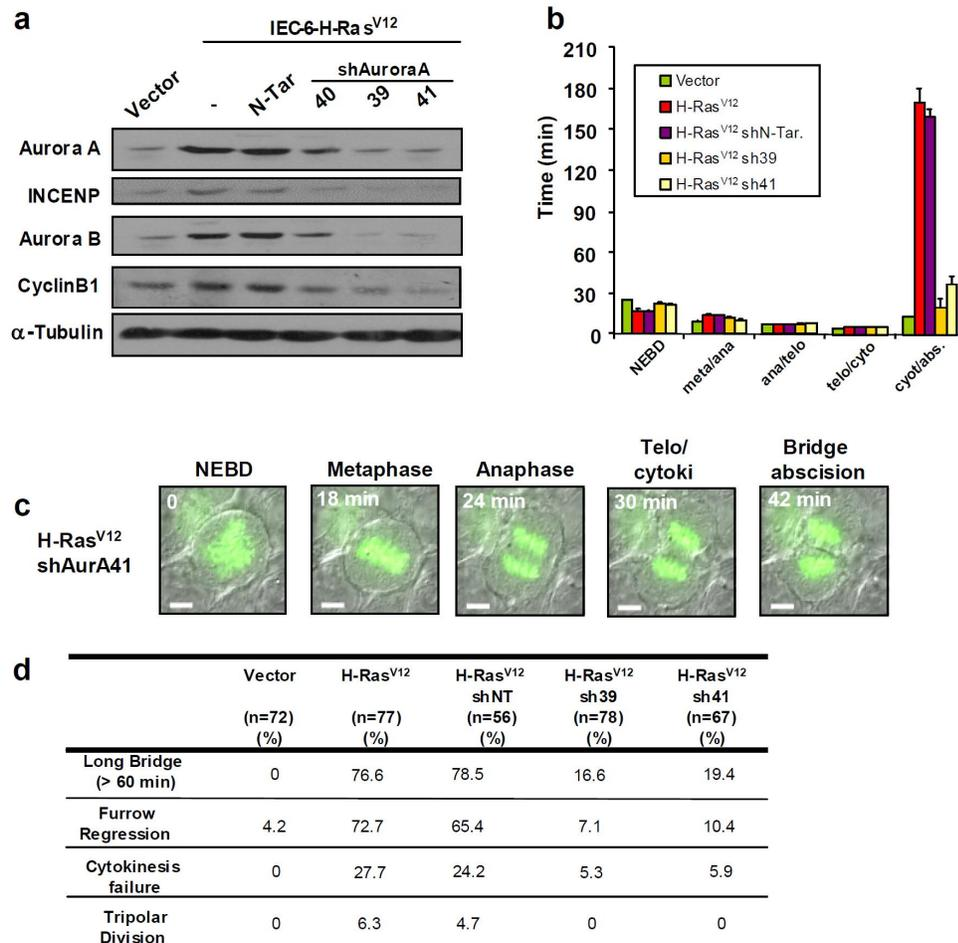 a
IEC-6-H-RasV12
Vector
-
N-Tar
shAuroraA
40
39
41
Aurora A
INCENP
Aurora B
CyclinB1
α-Tubulin
b
Time (min)
210
180
150
120
90
60
30
0
Vector
H-RasV12
H-RasV12 shN-Tar.
H-RasV12 sh39
H-RasV12 sh41
NEBD
meta/ana
ana/telo
telo/cyto
cyot/abs.
c
H-RasV12
shAurA41
NEBD
Metaphase
Anaphase
Telo/
cytoki
Bridge
abscision
0
18 min
24 min
30 min
42 min
d
Vector
(n=72)
(%)
H-RasV12
(n=77)
(%)
H-RasV12
shNT
(n=56)
(%)
H-RasV12
sh39
(n=78)
(%)
H-RasV12
sh41
(n=67)
(%)
Long Bridge
(> 60 min)
0 76.6 78.5 16.6 19.4
Furrow
Regression
4.2 72.7 65.4 7.1 10.4
Cytokinesis
failure
0 27.7 24.2 5.3 5.9
Tripolar
Division
0 6.3 4.7 0 0